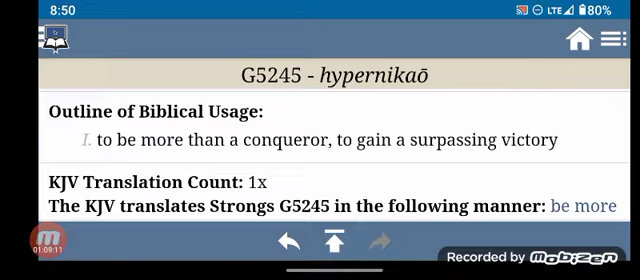 8:50
LTE 80%
G5245 - hypernikaō
Outline of Biblical Usage:
I. to be more than a conqueror, to gain a surpassing victory
KJV Translation Count: 1x
The KJV translates Strongs G5245 in the following manner: be more
01:09:11
Recorded by mobizen